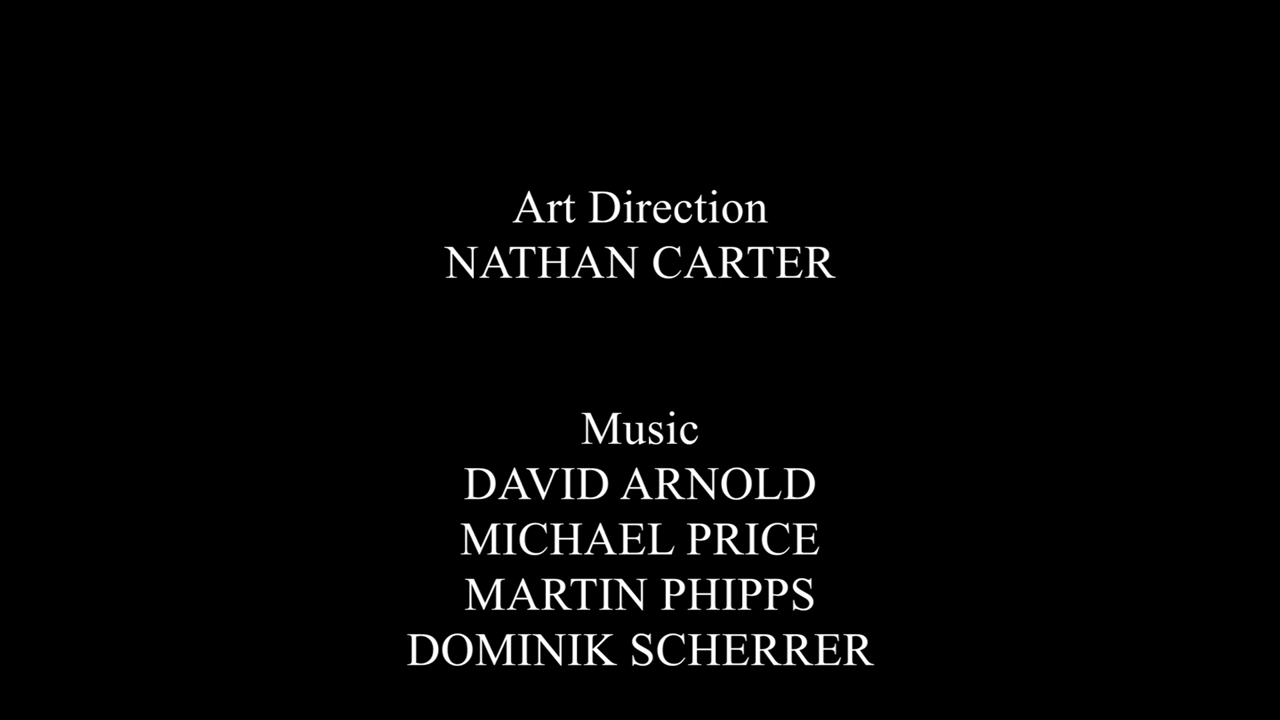 Art Direction
NATHAN CARTER
Music
DAVID ARNOLD
MICHAEL PRICE
MARTIN PHIPPS
DOMINIK SCHERRER